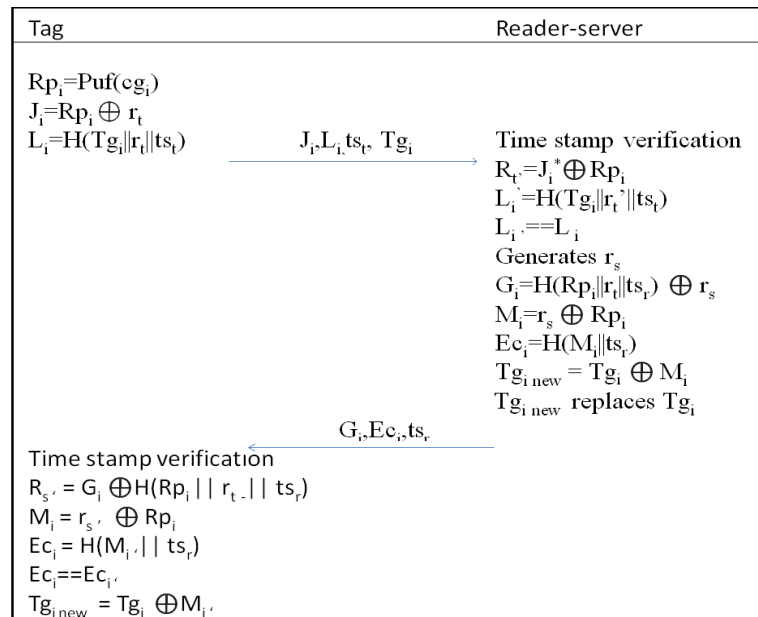 Tag Reader-server
Rpᵢ=Puf(cgᵢ)
Jᵢ=Rpᵢ ⊕ rₜ
Lᵢ=H(Tgᵢ||rₜ||tsₜ)
Jᵢ,Lᵢ,tsₜ, Tgᵢ
Time stamp verification
Rₜ'=Jᵢ*⊕Rpᵢ
Lᵢ'=H(Tgᵢ||rₜ'||tsₜ)
Lᵢ'==Lᵢ
Generates rₛ
Gᵢ=H(Rpᵢ||rₜ||tsᵣ) ⊕ rₛ
Mᵢ=rₛ ⊕ Rpᵢ
Ecᵢ=H(Mᵢ||tsᵣ)
Tgᵢ new = Tgᵢ ⊕ Mᵢ
Tgᵢ new replaces Tgᵢ
Gᵢ,Ecᵢ,tsᵣ
Time stamp verification
Rₛ' = Gᵢ ⊕H(Rpᵢ || rₜ - || tsᵣ)
Mᵢ = rₛ' ⊕ Rpᵢ
Ecᵢ = H(Mᵢ'|| tsᵣ)
Ecᵢ==Ecᵢ'
Tgᵢ new = Tgᵢ ⊕Mᵢ'